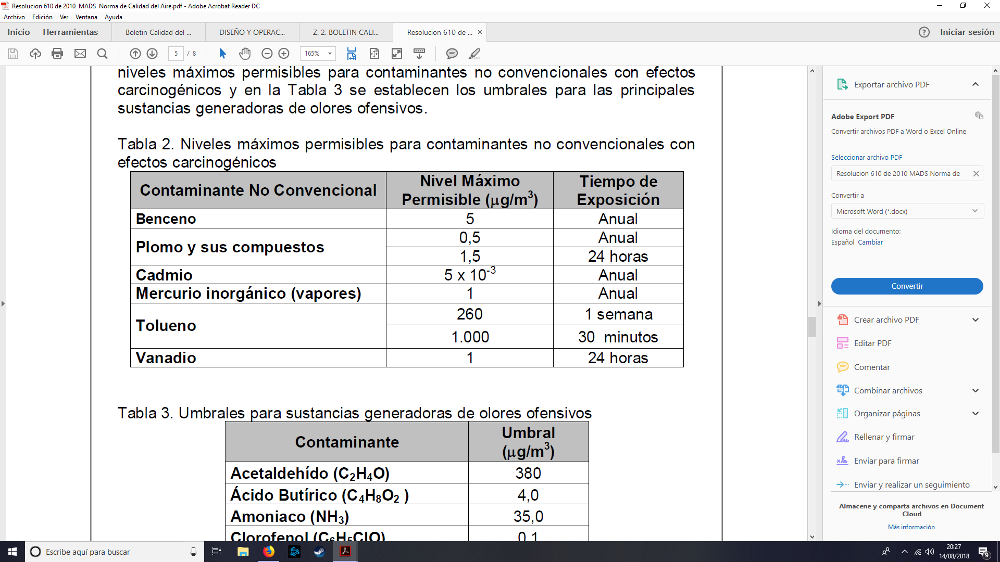 Resolucion 610 de 2010 MADS Norma de Calidad del Aire.pdf - Adobe Acrobat Reader DC
Archivo Edición Ver Ventana Ayuda
Inicio Herramientas Boletin Calidad del ... DISEÑO Y OPERAC... Z. 2. BOLETIN CALI... Resolucion 610 de ... × Iniciar sesión
5 / 8 165%
niveles máximos permisibles para contaminantes no convencionales con efectos
carcinogénicos y en la Tabla 3 se establecen los umbrales para las principales
sustancias generadoras de olores ofensivos.
Tabla 2. Niveles máximos permisibles para contaminantes no convencionales con
efectos carcinogénicos
Contaminante No Convencional
Nivel Máximo
Permisible (µg/m³)
Tiempo de
Exposición
Benceno 5 Anual
Plomo y sus compuestos
0,5 Anual
1,5 24 horas
Cadmio 5 x 10⁻³ Anual
Mercurio inorgánico (vapores) 1 Anual
Tolueno
260 1 semana
1.000 30 minutos
Vanadio 1 24 horas
Tabla 3. Umbrales para sustancias generadoras de olores ofensivos
Contaminante
Umbral
(µg/m³)
Acetaldehído (C₂H₄O) 380
Ácido Butírico (C₄H₈O₂ ) 4,0
Amoniaco (NH₃) 35,0
Clorofenol (C₆H₅ClO) 0,1
Exportar archivo PDF
Adobe Export PDF
Convertir archivos PDF a Word o Excel Online
Seleccionar archivo PDF
Resolucion 610 de 2010 MADS Norma de
Convertir a
Microsoft Word (*.docx)
Idioma del documento:
Español Cambiar
Convertir
Crear archivo PDF
Editar PDF
Comentar
Combinar archivos
Organizar páginas
Rellenar y firmar
Enviar para firmar
Enviar y realizar un seguimiento
Almacene y comparta archivos en Document
Cloud
Más información
Escribe aquí para buscar
20:27
14/08/2018
9